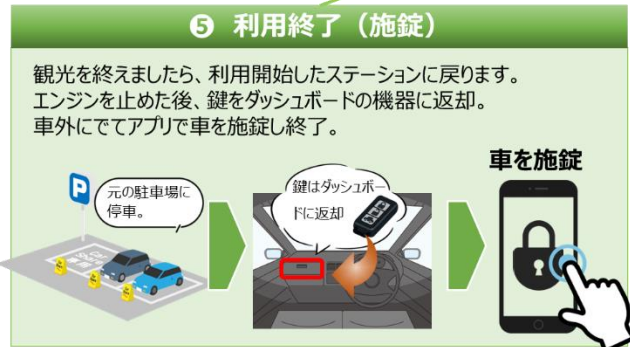 ❺ 利用終了（施錠）
観光を終えましたら、利用開始したステーションに戻ります。
エンジンを止めた後、鍵をダッシュボードの機器に返却。
車外にでてアプリで車を施錠し終了。
P
元の駐車場に
停車。
Car
Share
鍵はダッシュボー
ドに返却
車を施錠